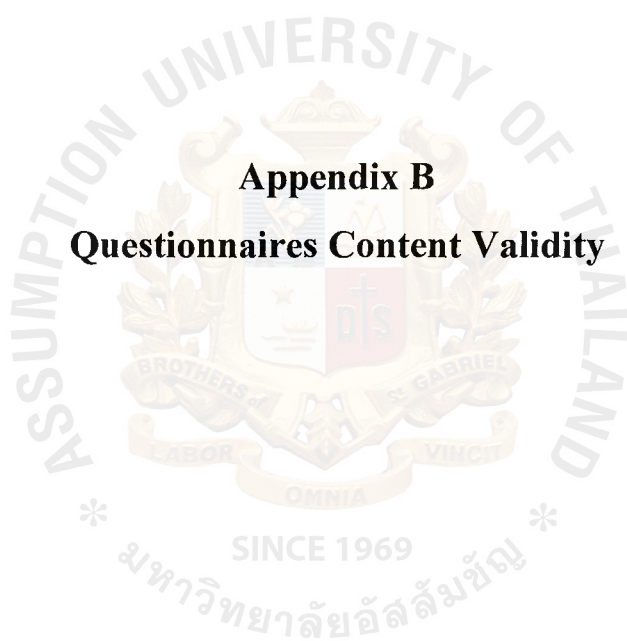 ASSUMPTION UNIVERSITY OF THAILAND
Appendix B
Questionnaires Content Validity
D S
BROTHERS of St GABRIEL
LABOR VINCIT
OMNIA
* SINCE 1969 *
มหาวิทยาลัยอัสสัมชัญ